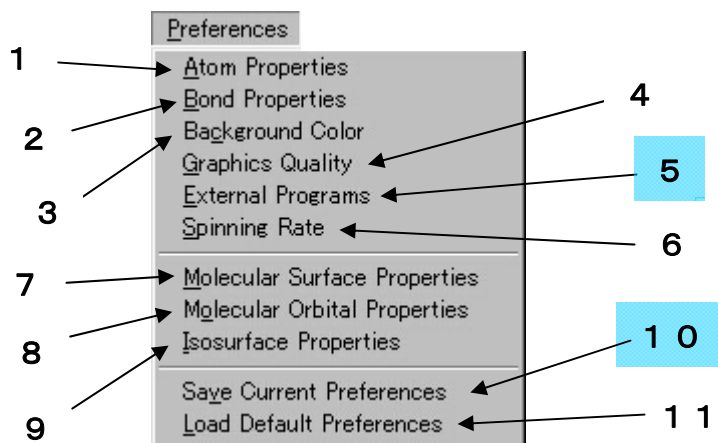 Preferences
1
Atom Properties
2
Bond Properties
4
3
Background Color
Graphics Quality
5
External Programs
6
Spinning Rate
7
Molecular Surface Properties
8
Molecular Orbital Properties
9
Isosurface Properties
10
Save Current Preferences
11
Load Default Preferences